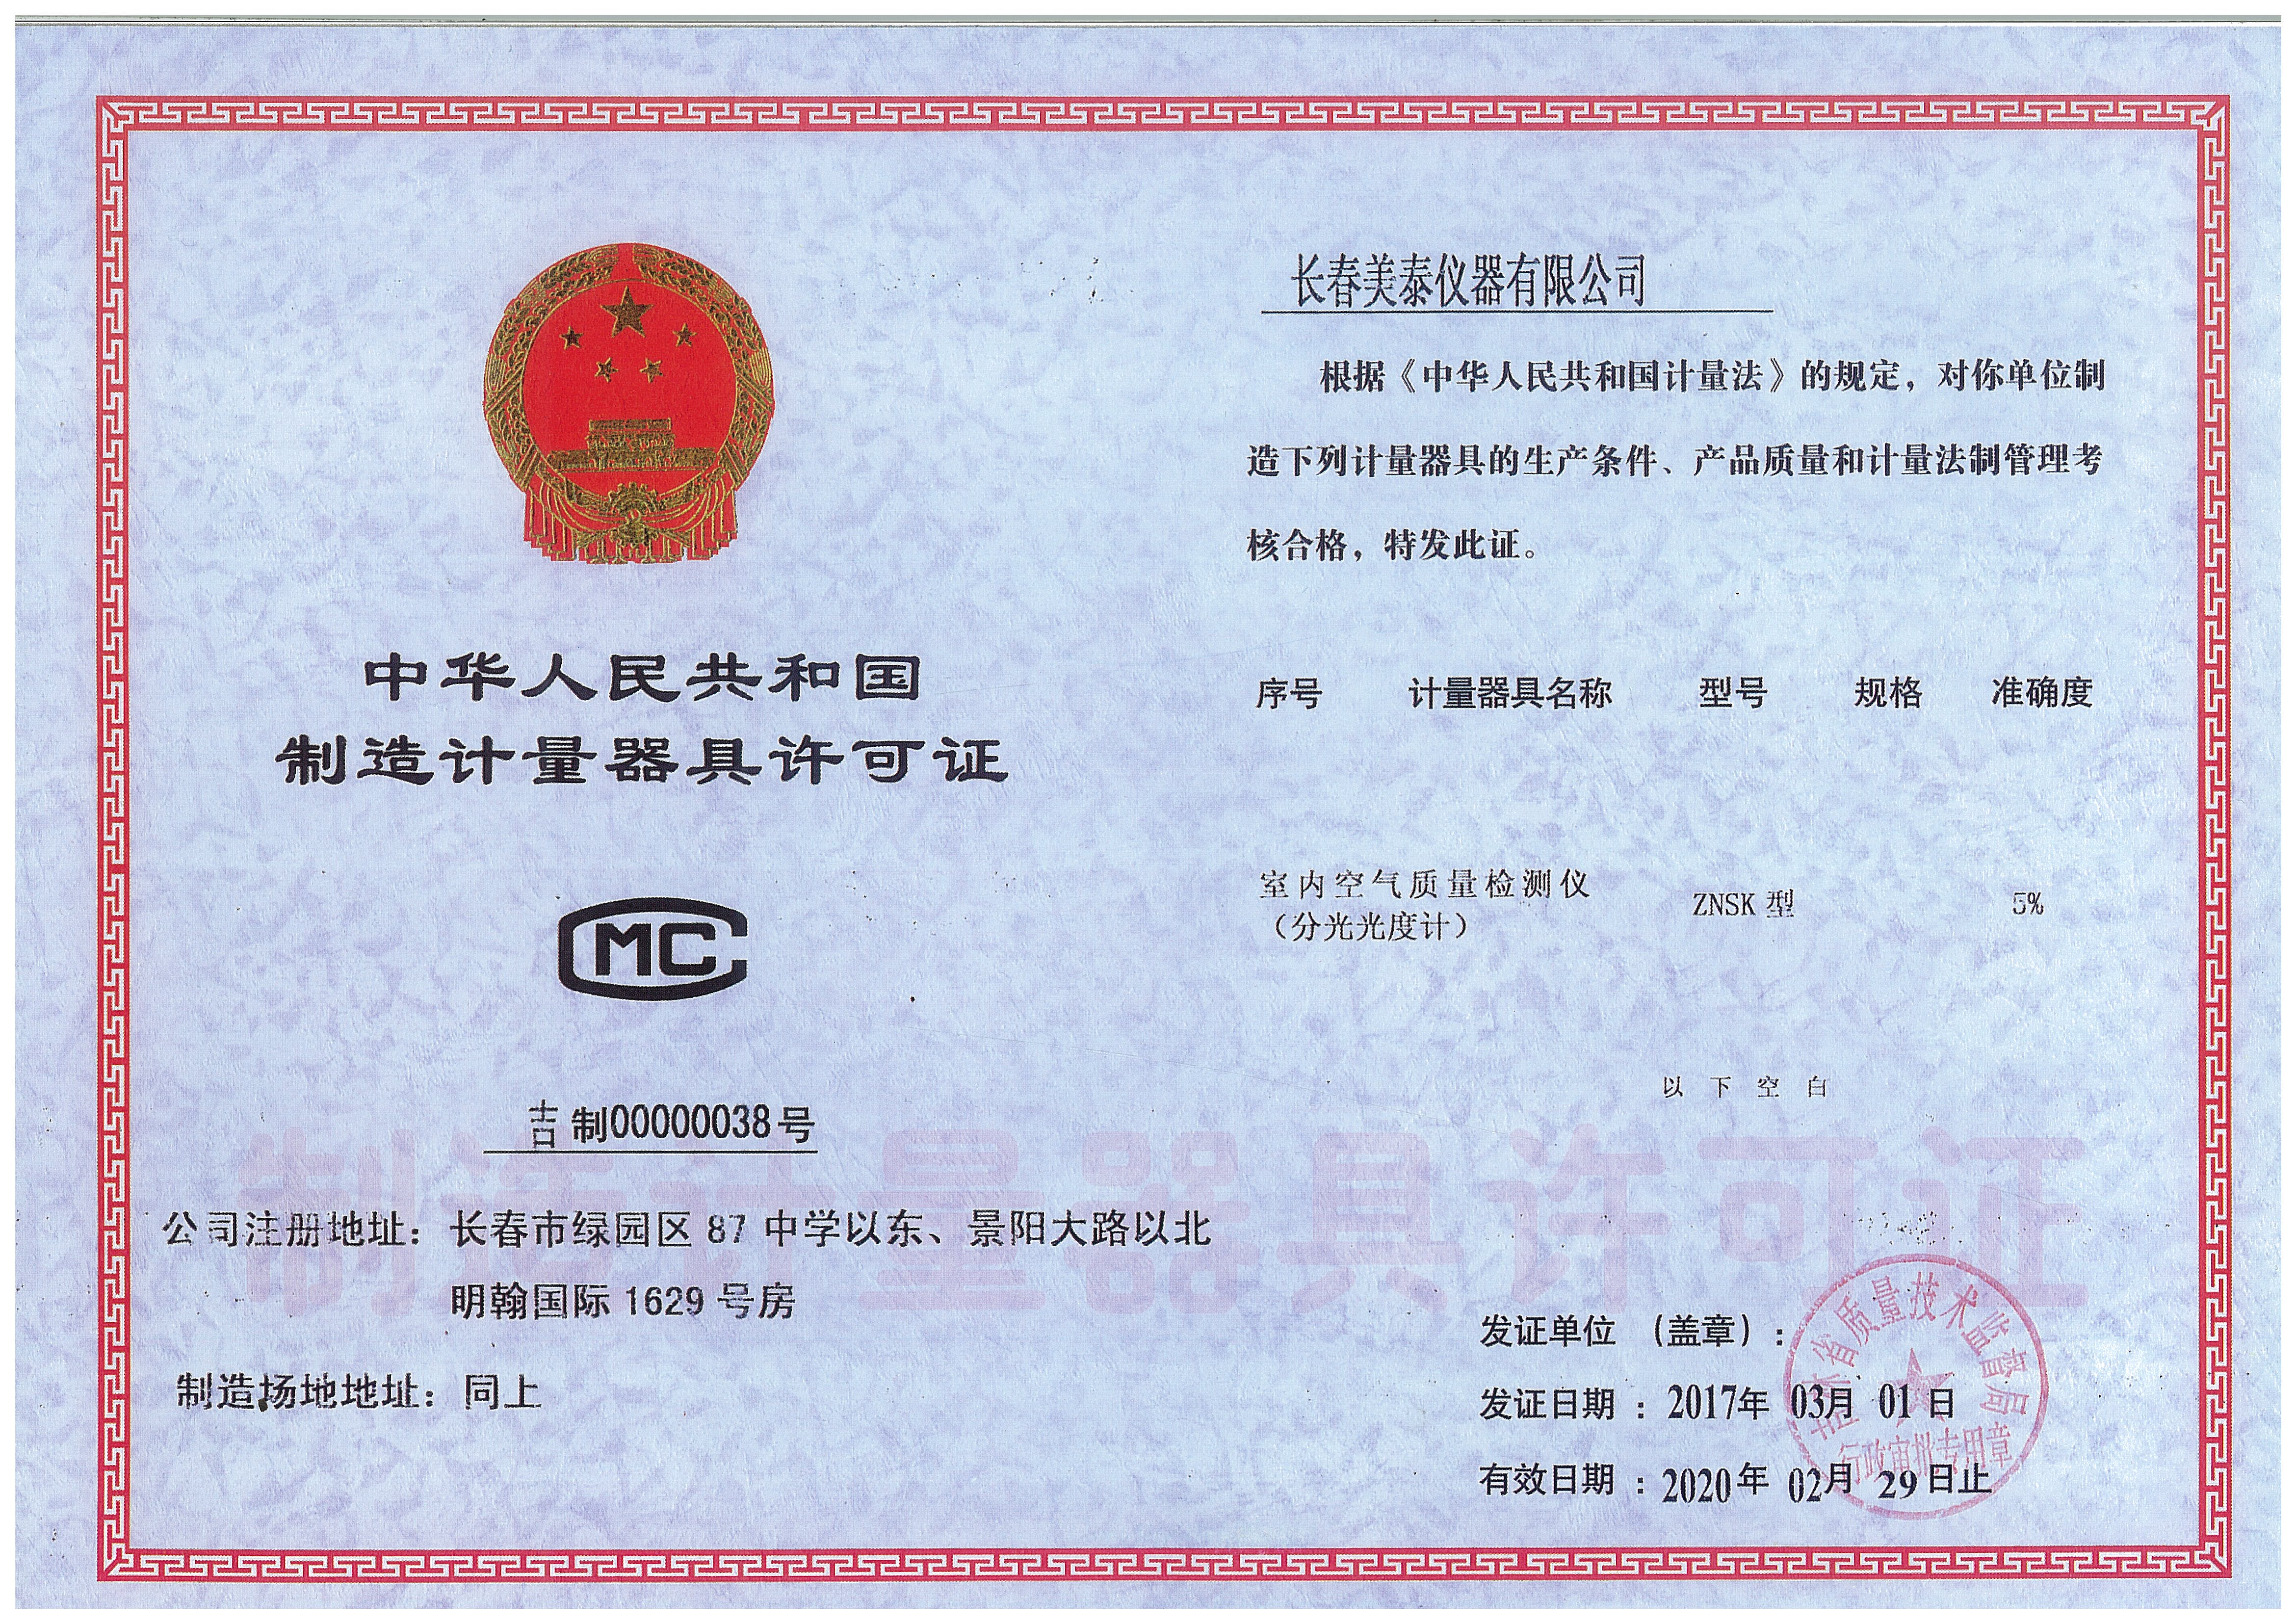 中华人民共和国
制造计量器具许可证
MC
吉制00000038号
公司注册地址：长春市绿园区 87 中学以东、景阳大路以北
明翰国际 1629 号房
制造场地地址：同上
长春美泰仪器有限公司
根据《中华人民共和国计量法》的规定，对你单位制
造下列计量器具的生产条件、产品质量和计量法制管理考
核合格，特发此证。
序号 计量器具名称 型号 规格 准确度
室内空气质量检测仪 ZNSK 型 5%
（分光光度计）
以下空白
制造计量器具许可证
发证单位 （盖章）：
发证日期 ：2017年 03月 01日
有效日期 ：2020年 02月 29日止
吉林省质量技术监督局
行政审批专用章